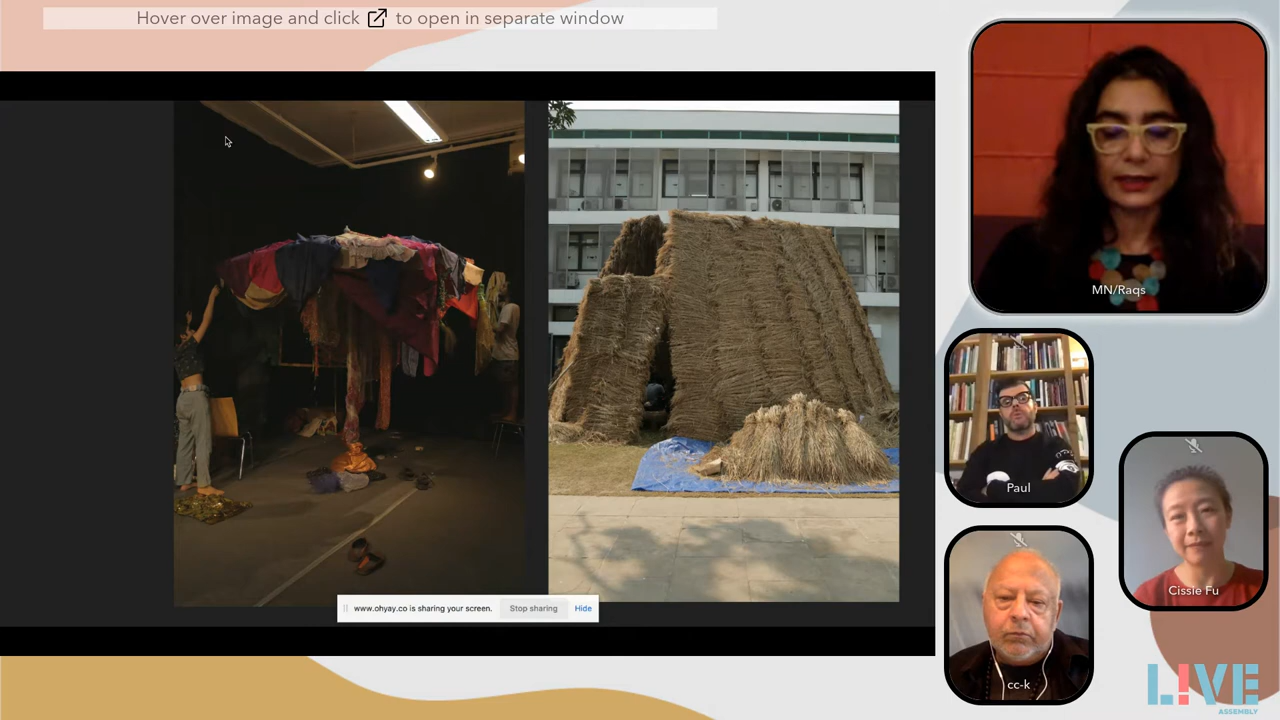 Hover over image and click to open in separate window
MN/Raqs
Paul
Cissie Fu
www.ohyay.co is sharing your screen.
Stop sharing
Hide
cc-k
L!VE
ASSEMBLY